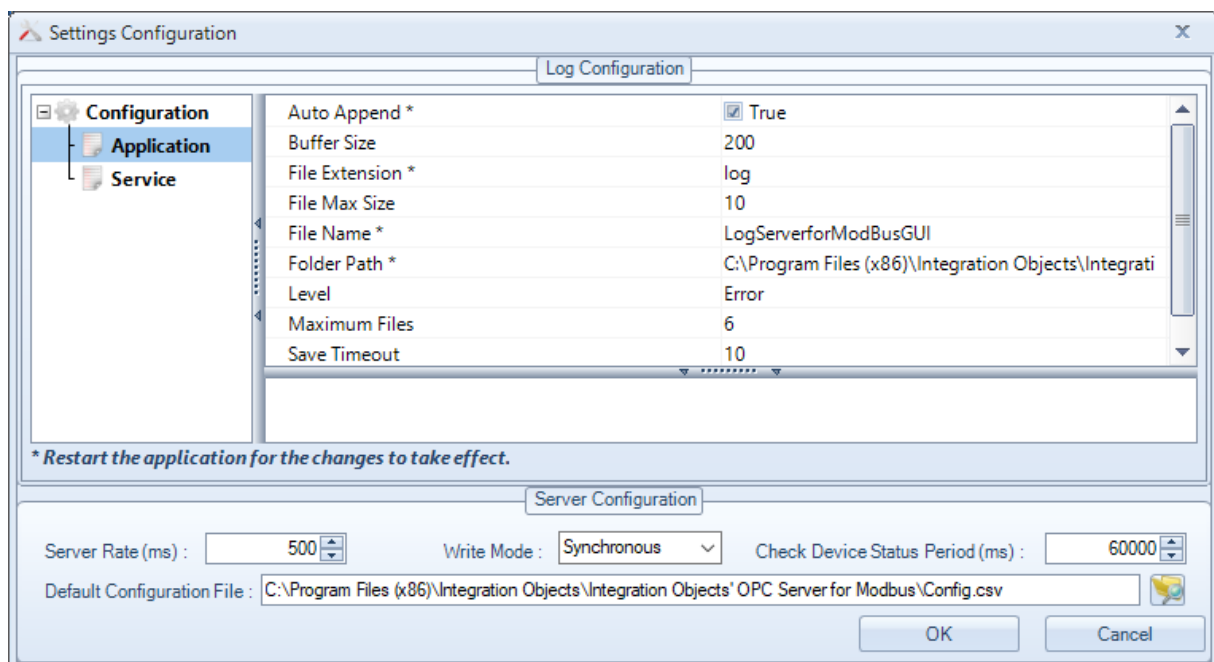 Settings Configuration
Log Configuration
Configuration
Application
Service
Auto Append * True
Buffer Size 200
File Extension * log
File Max Size 10
File Name * LogServerforModBusGUI
Folder Path * C:\Program Files (x86)\Integration Objects\Integrati
Level Error
Maximum Files 6
Save Timeout 10
* Restart the application for the changes to take effect.
Server Configuration
Server Rate (ms) : 500 Write Mode : Synchronous Check Device Status Period (ms) : 60000
Default Configuration File : C:\Program Files (x86)\Integration Objects\Integration Objects' OPC Server for Modbus\Config.csv
OK Cancel